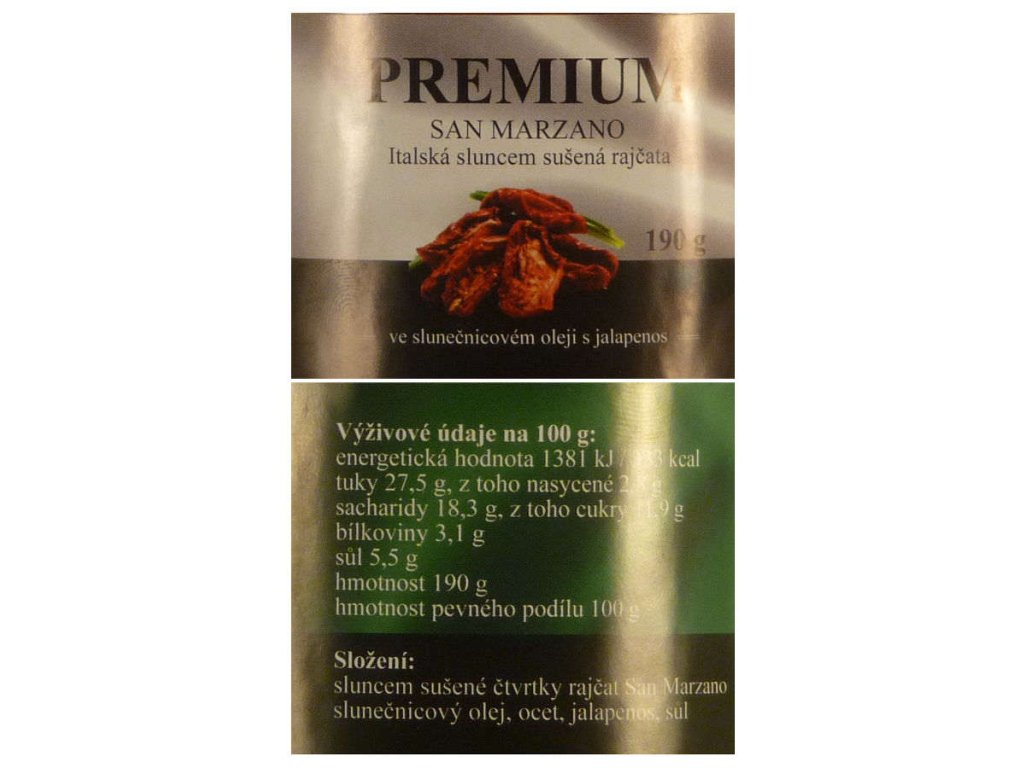 PREMIUM
SAN MARZANO
Italská sluncem sušená rajčata
190 g
ve slunečnicovém oleji s jalapenos
Výživové údaje na 100 g:
energetická hodnota 1381 kJ / kcal
tuky 27,5 g, z toho nasycené g
sacharidy 18,3 g, z toho cukry g
bílkoviny 3,1 g
sůl 5,5 g
hmotnost 190 g
hmotnost pevného podílu 100 g
Složení:
sluncem sušené čtvrtky rajčat San Marzano
slunečnicový olej, ocet, jalapenos, sůl